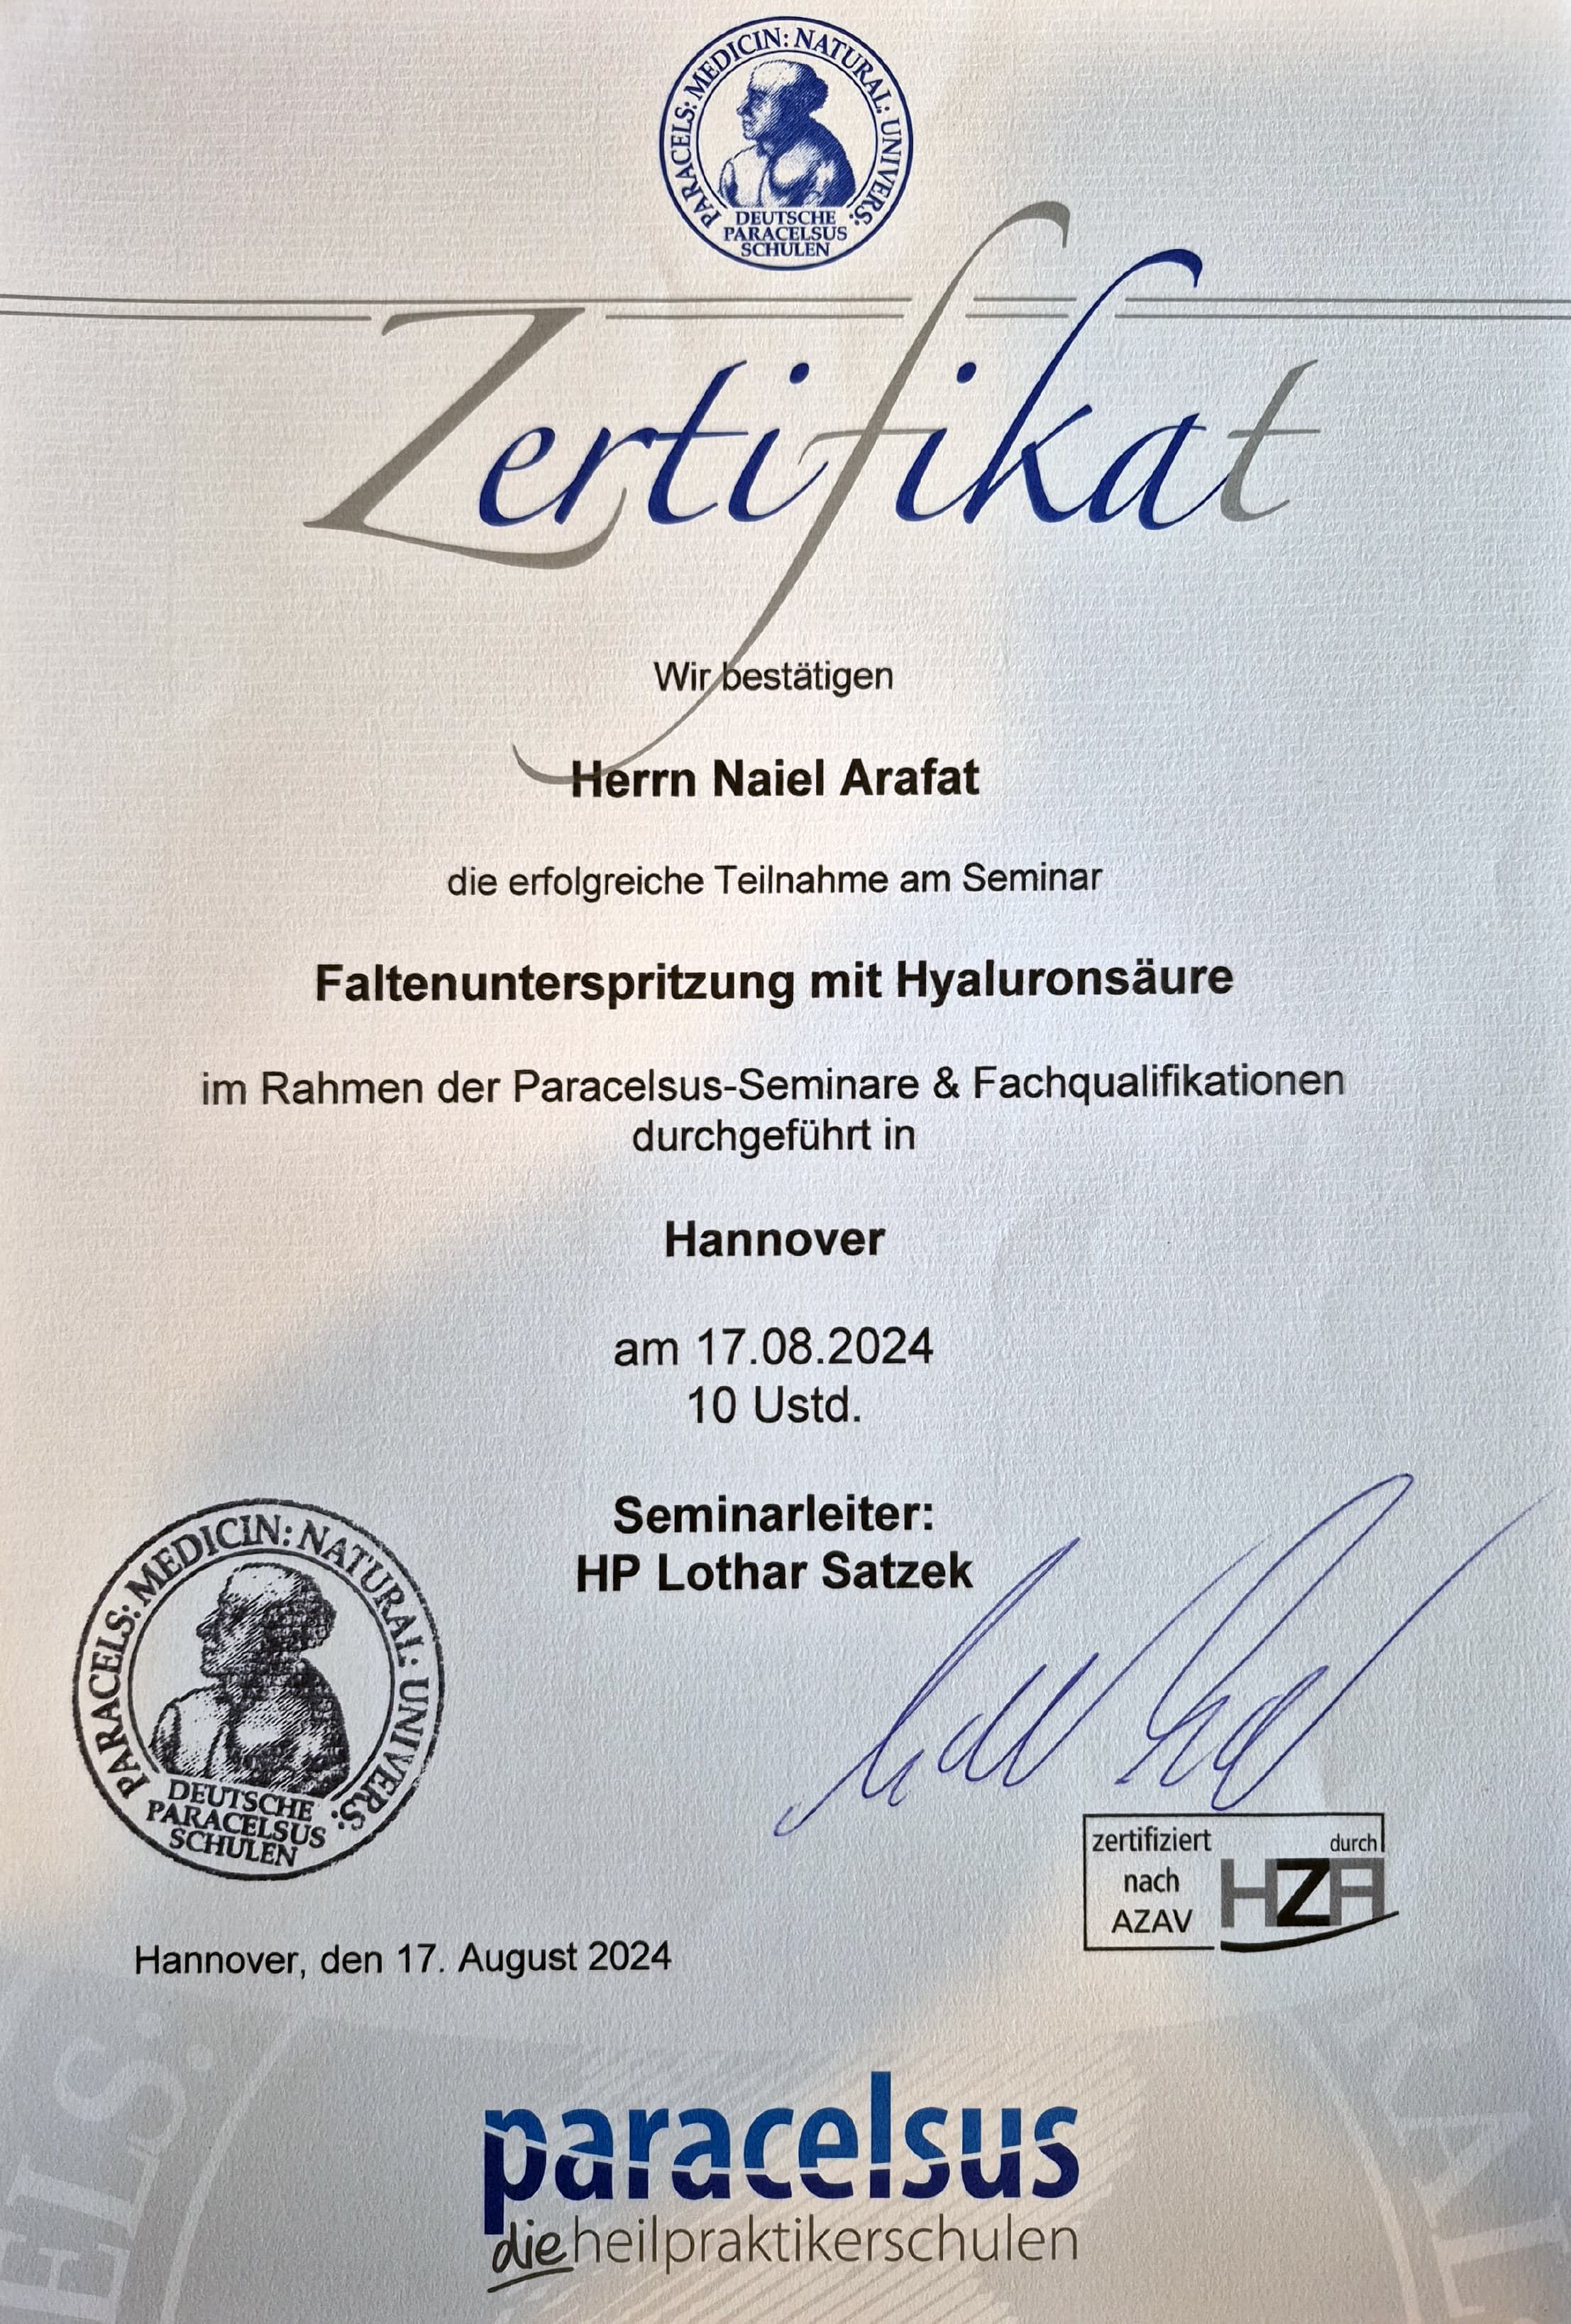 PARACELS: MEDICIN: NATURAL: UNIVERS:
DEUTSCHE
PARACELSUS
SCHULEN
Zertifikat
Wir bestätigen
Herrn Naiel Arafat
die erfolgreiche Teilnahme am Seminar
Faltenunterspritzung mit Hyaluronsäure
im Rahmen der Paracelsus-Seminare & Fachqualifikationen
durchgeführt in
Hannover
am 17.08.2024
10 Ustd.
Seminarleiter:
HP Lothar Satzek
PARACELS: MEDICIN: NATURAL: UNIVERS:
DEUTSCHE
PARACELSUS
SCHULEN
zertifiziert durch
nach HZA
AZAV
Hannover, den 17. August 2024
paracelsus
dieheilpraktikerschulen